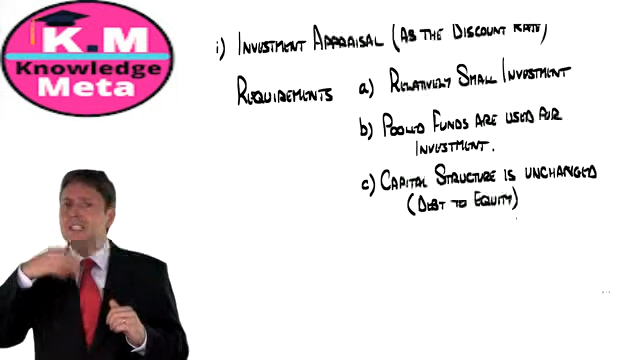 K.M
Knowledge
Meta
i) INVESTMENT APPRAISAL (AS THE DISCOUNT RATE)
REQUIREMENTS a) RELATIVELY SMALL INVESTMENT
b) POOLED FUNDS ARE USED FOR
INVESTMENT.
c) CAPITAL STRUCTURE IS UNCHANGED
(DEBT TO EQUITY)